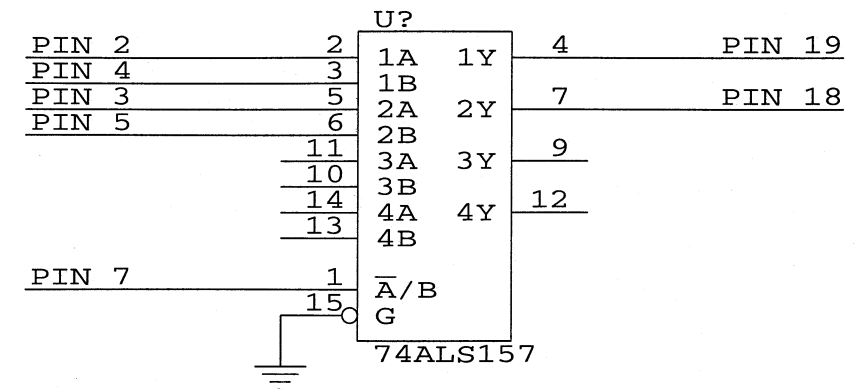 U?
PIN 2 2 1A 1Y 4 PIN 19
PIN 4 3 1B
PIN 3 5 2A 2Y 7 PIN 18
PIN 5 6 2B
11 3A 3Y 9
10 3B
14 4A 4Y 12
13 4B
PIN 7 1 A̅/B
15 G
74ALS157